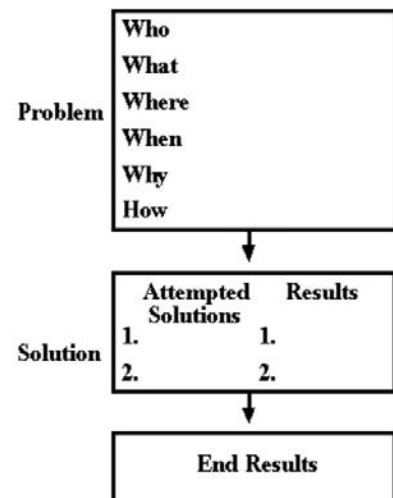 Who
What
Where
Problem
When
Why
How
Attempted Solutions
Results
1. 1.
Solution
2. 2.
End Results